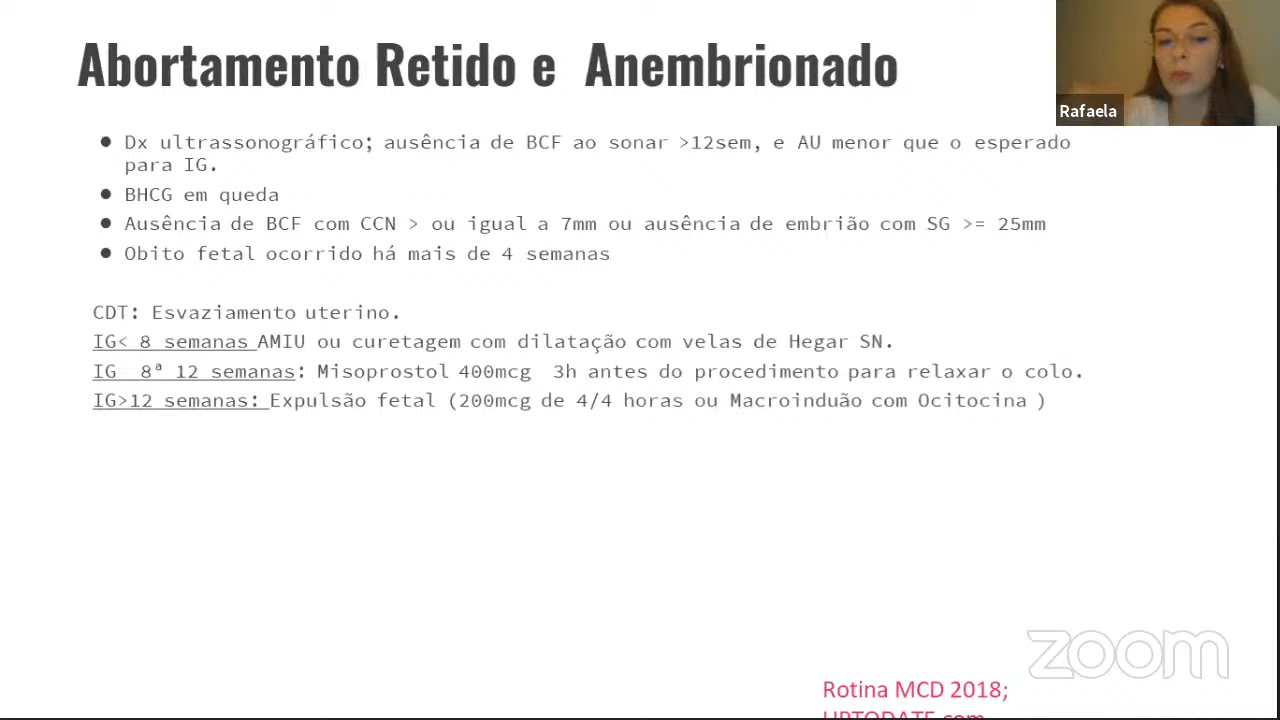 Abortamento Retido e Anembrionado
Rafaela
● Dx ultrassonográfico; ausência de BCF ao sonar >12sem, e AU menor que o esperado
para IG.
● BHCG em queda
● Ausência de BCF com CCN > ou igual a 7mm ou ausência de embrião com SG >= 25mm
● Obito fetal ocorrido há mais de 4 semanas
CDT: Esvaziamento uterino.
IG< 8 semanas AMIU ou curetagem com dilatação com velas de Hegar SN.
IG 8ª 12 semanas: Misoprostol 400mcg 3h antes do procedimento para relaxar o colo.
IG>12 semanas: Expulsão fetal (200mcg de 4/4 horas ou Macroinduão com Ocitocina )
zoom
Rotina MCD 2018;
UPTODATE.com